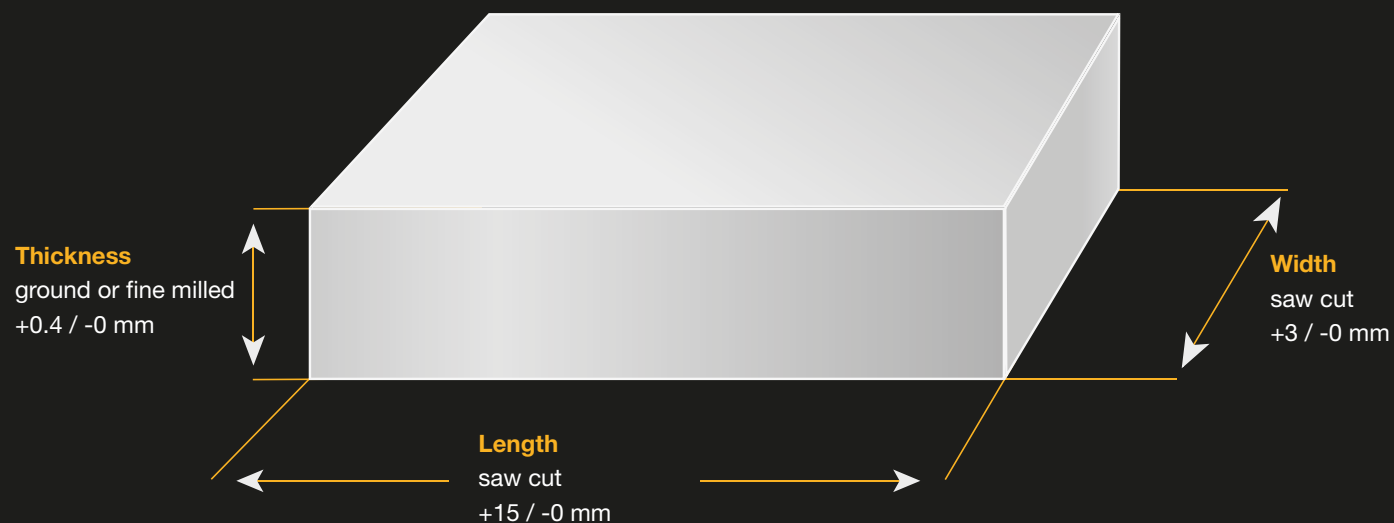 Thickness
ground or fine milled
+0.4 / -0 mm
Width
saw cut
+3 / -0 mm
Length
saw cut
+15 / -0 mm